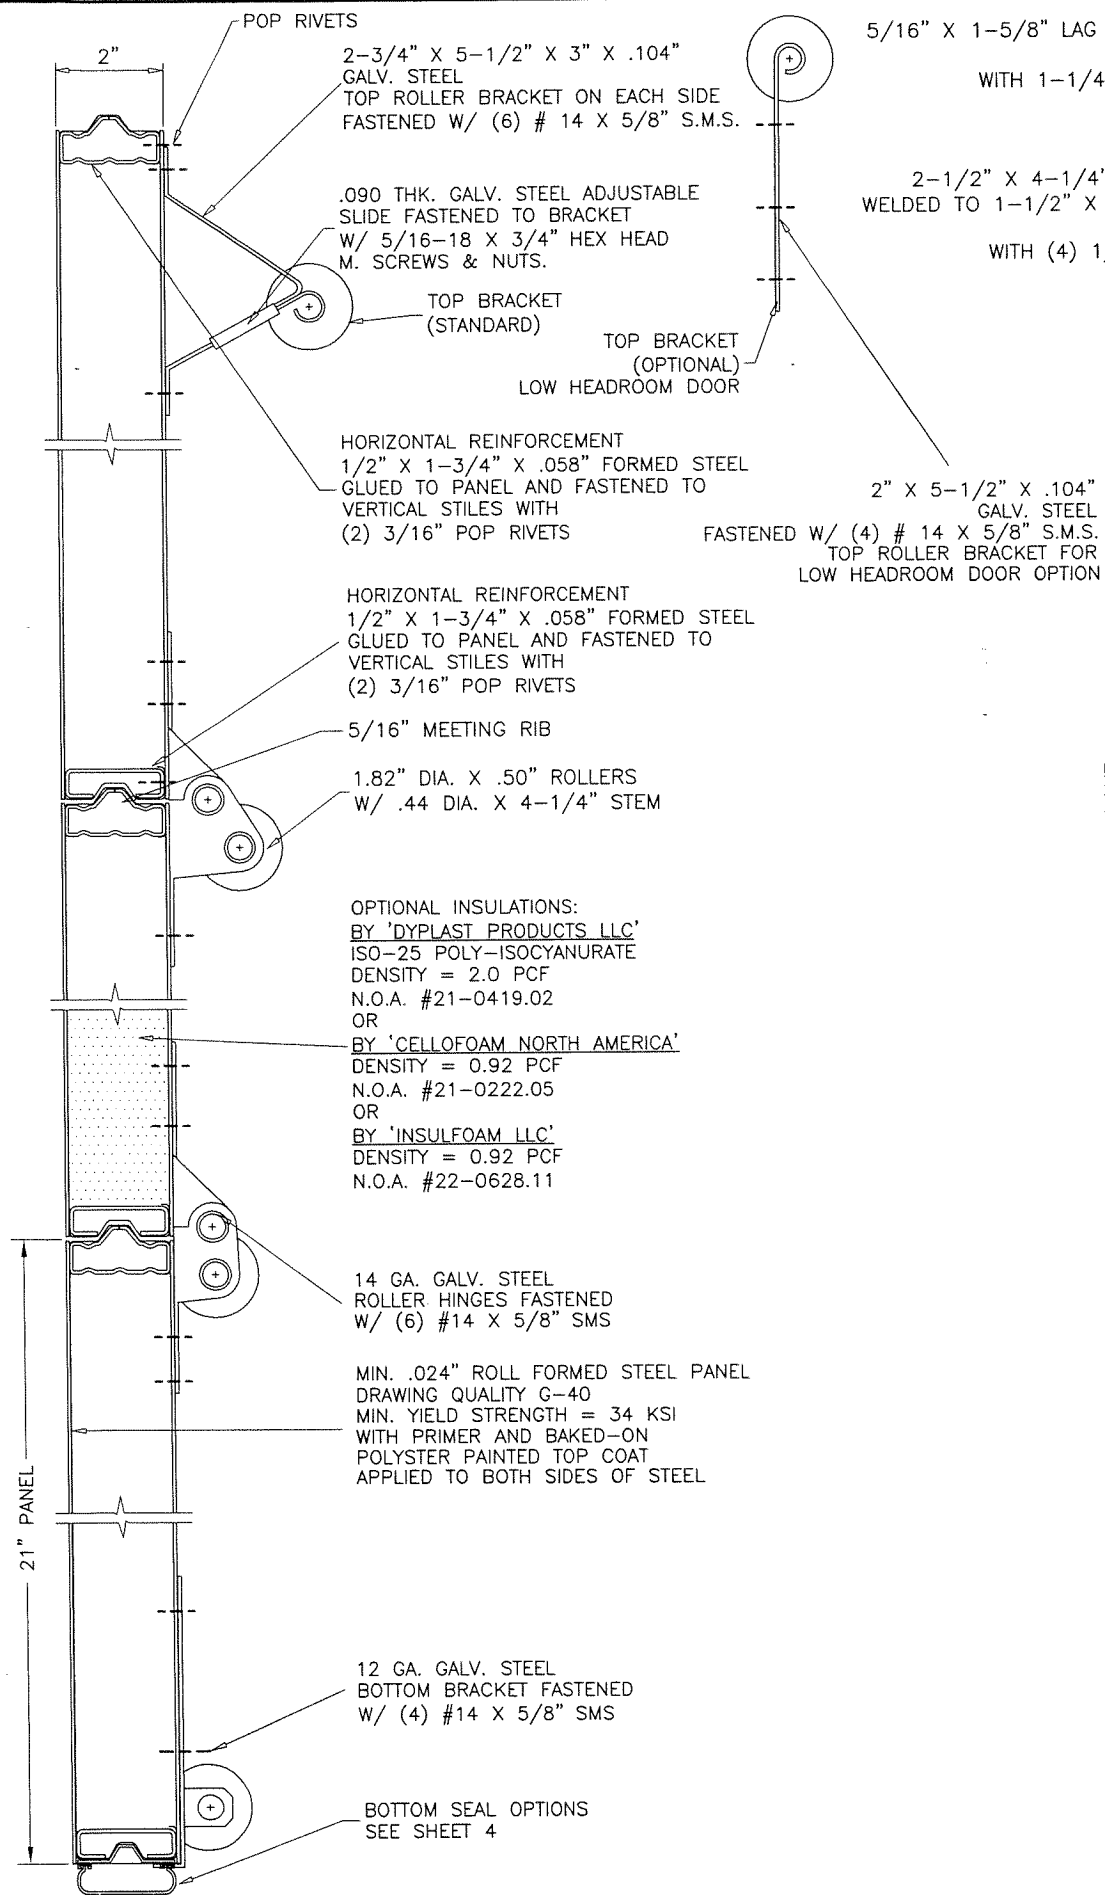 POP RIVETS
2"
2-3/4" X 5-1/2" X 3" X .104"
GALV. STEEL
TOP ROLLER BRACKET ON EACH SIDE
FASTENED W/ (6) # 14 X 5/8" S.M.S.
5/16" X 1-5/8" LAG
WITH 1-1/4
.090 THK. GALV. STEEL ADJUSTABLE
SLIDE FASTENED TO BRACKET
W/ 5/16-18 X 3/4" HEX HEAD
M. SCREWS & NUTS.
2-1/2" X 4-1/4"
WELDED TO 1-1/2" X
WITH (4) 1/
TOP BRACKET
(STANDARD)
TOP BRACKET
(OPTIONAL)
LOW HEADROOM DOOR
HORIZONTAL REINFORCEMENT
1/2" X 1-3/4" X .058" FORMED STEEL
GLUED TO PANEL AND FASTENED TO
VERTICAL STILES WITH
(2) 3/16" POP RIVETS
2" X 5-1/2" X .104"
GALV. STEEL
FASTENED W/ (4) # 14 X 5/8" S.M.S.
TOP ROLLER BRACKET FOR
LOW HEADROOM DOOR OPTION
HORIZONTAL REINFORCEMENT
1/2" X 1-3/4" X .058" FORMED STEEL
GLUED TO PANEL AND FASTENED TO
VERTICAL STILES WITH
(2) 3/16" POP RIVETS
5/16" MEETING RIB
1.82" DIA. X .50" ROLLERS
W/ .44 DIA. X 4-1/4" STEM
OPTIONAL INSULATIONS:
BY 'DYPLAST PRODUCTS LLC'
ISO-25 POLY-ISOCYANURATE
DENSITY = 2.0 PCF
N.O.A. #21-0419.02
OR
BY 'CELLOFOAM NORTH AMERICA'
DENSITY = 0.92 PCF
N.O.A. #21-0222.05
OR
BY 'INSULFOAM LLC'
DENSITY = 0.92 PCF
N.O.A. #22-0628.11
14 GA. GALV. STEEL
ROLLER HINGES FASTENED
W/ (6) #14 X 5/8" SMS
MIN. .024" ROLL FORMED STEEL PANEL
DRAWING QUALITY G-40
MIN. YIELD STRENGTH = 34 KSI
WITH PRIMER AND BAKED-ON
POLYSTER PAINTED TOP COAT
APPLIED TO BOTH SIDES OF STEEL
21" PANEL
12 GA. GALV. STEEL
BOTTOM BRACKET FASTENED
W/ (4) #14 X 5/8" SMS
BOTTOM SEAL OPTIONS
SEE SHEET 4